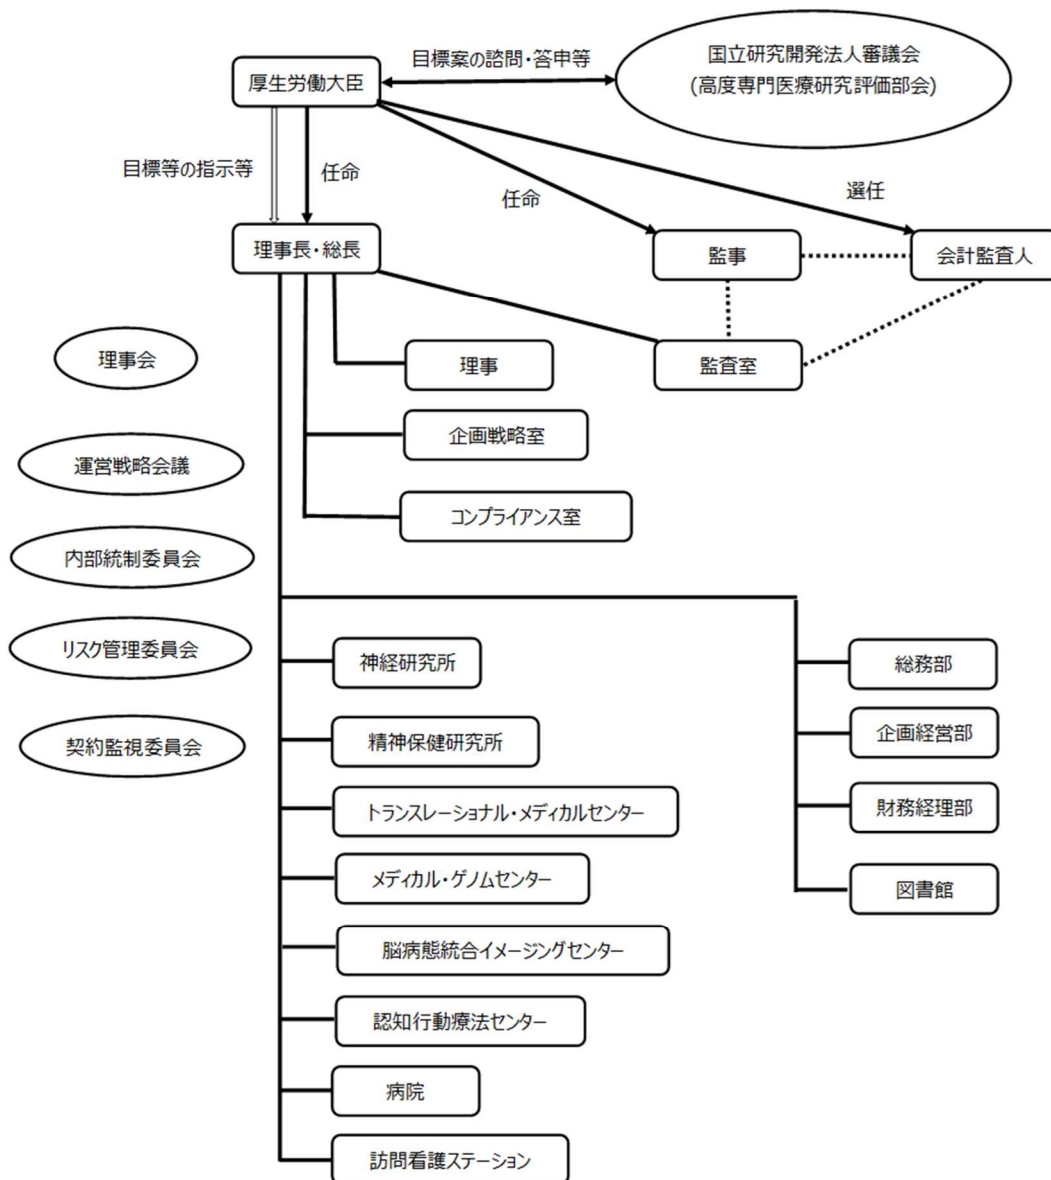 目標案の諮問・答申等
国立研究開発法人審議会
(高度専門医療研究評価部会)
厚生労働大臣
目標等の指示等
任命
任命
選任
理事長・総長
監事
会計監査人
理事会
理事
監査室
企画戦略室
運営戦略会議
コンプライアンス室
内部統制委員会
リスク管理委員会
神経研究所
総務部
契約監視委員会
精神保健研究所
企画経営部
トランスレーショナル・メディカルセンター
財務経理部
メディカル・ゲノムセンター
図書館
脳病態統合イメージングセンター
認知行動療法センター
病院
訪問看護ステーション